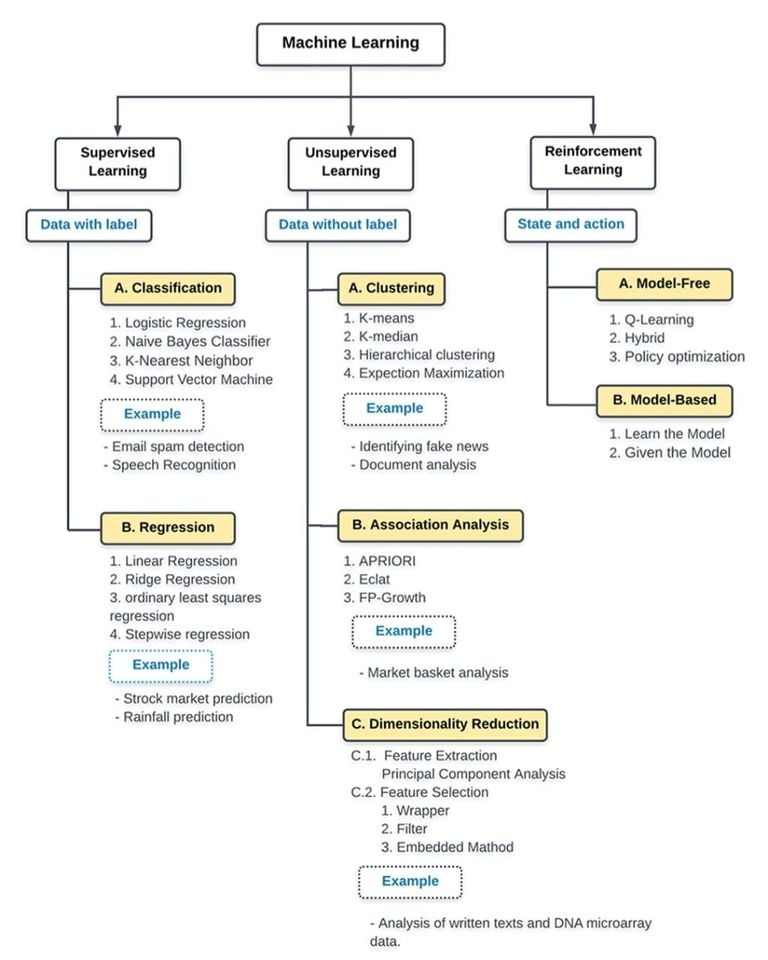 Machine Learning
Supervised
Learning
Data with label
A. Classification
1. Logistic Regression
2. Naive Bayes Classifier
3. K-Nearest Neighbor
4. Support Vector Machine
Example
- Email spam detection
- Speech Recognition
B. Regression
1. Linear Regression
2. Ridge Regression
3. ordinary least squares
regression
4. Stepwise regression
Example
- Strock market prediction
- Rainfall prediction
Unsupervised
Learning
Data without label
A. Clustering
1. K-means
2. K-median
3. Hierarchical clustering
4. Expection Maximization
Example
- Identifying fake news
- Document analysis
B. Association Analysis
1. APRIORI
2. Eclat
3. FP-Growth
Example
- Market basket analysis
C. Dimensionality Reduction
C.1. Feature Extraction
Principal Component Analysis
C.2. Feature Selection
1. Wrapper
2. Filter
3. Embedded Mathod
Example
- Analysis of written texts and DNA microarray
data.
Reinforcement
Learning
State and action
A. Model-Free
1. Q-Learning
2. Hybrid
3. Policy optimization
B. Model-Based
1. Learn the Model
2. Given the Model